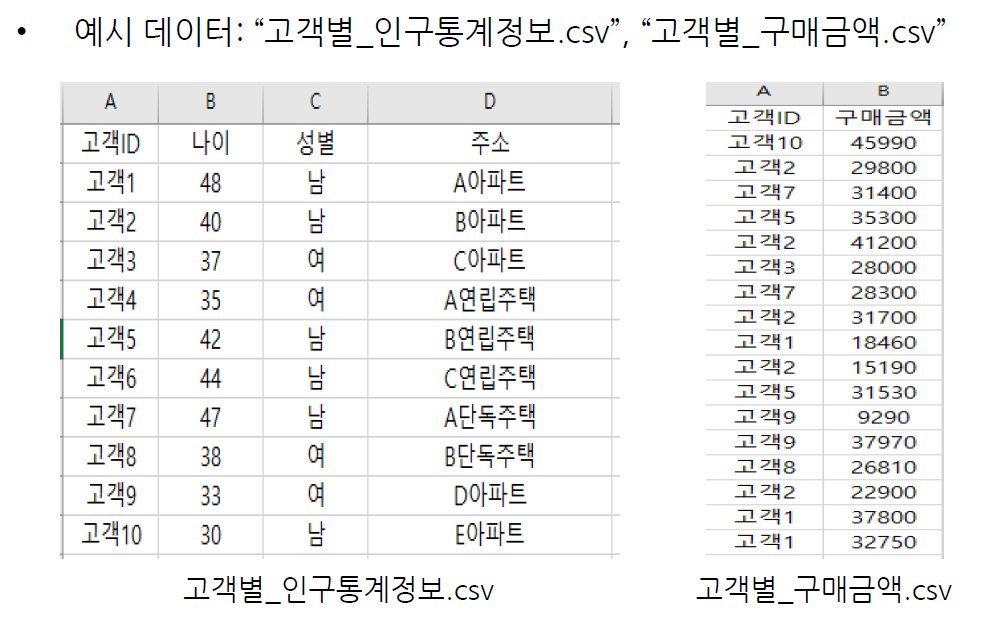 • 예시 데이터: “고객별_인구통계정보.csv”, “고객별_구매금액.csv”
A B C D
고객ID 나이 성별 주소
고객1 48 남 A아파트
고객2 40 남 B아파트
고객3 37 여 C아파트
고객4 35 여 A연립주택
고객5 42 남 B연립주택
고객6 44 남 C연립주택
고객7 47 남 A단독주택
고객8 38 여 B단독주택
고객9 33 여 D아파트
고객10 30 남 E아파트
고객별_인구통계정보.csv
A B
고객ID 구매금액
고객10 45990
고객2 29800
고객7 31400
고객5 35300
고객2 41200
고객3 28000
고객7 28300
고객2 31700
고객1 18460
고객2 15190
고객5 31530
고객9 9290
고객9 37970
고객8 26810
고객2 22900
고객1 37800
고객1 32750
고객별_구매금액.csv